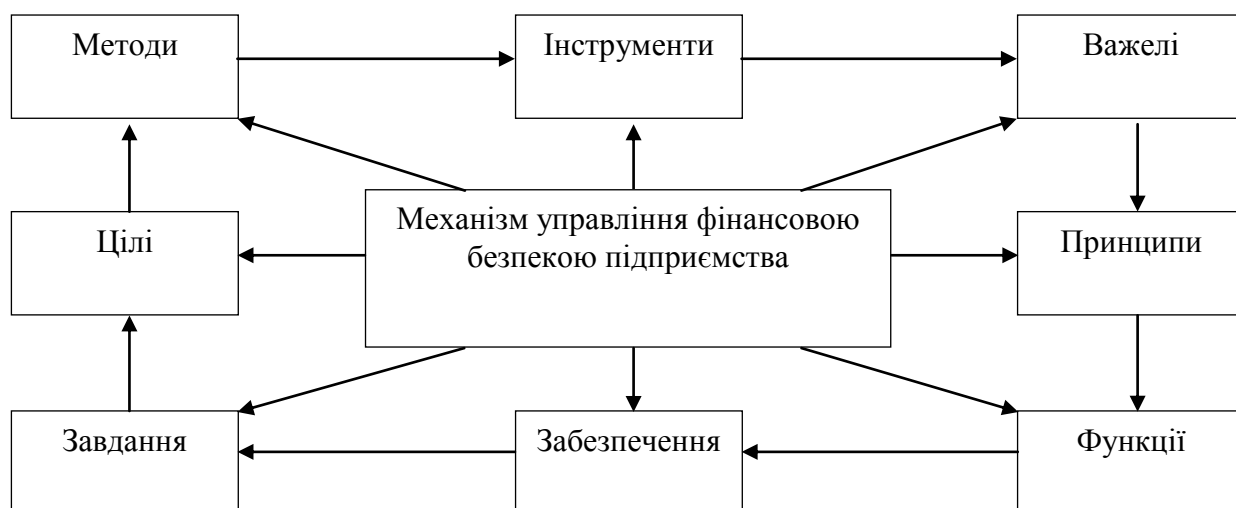 Методи
Інструменти
Важелі
Механізм управління фінансовою
безпекою підприємства
Цілі
Принципи
Завдання
Забезпечення
Функції